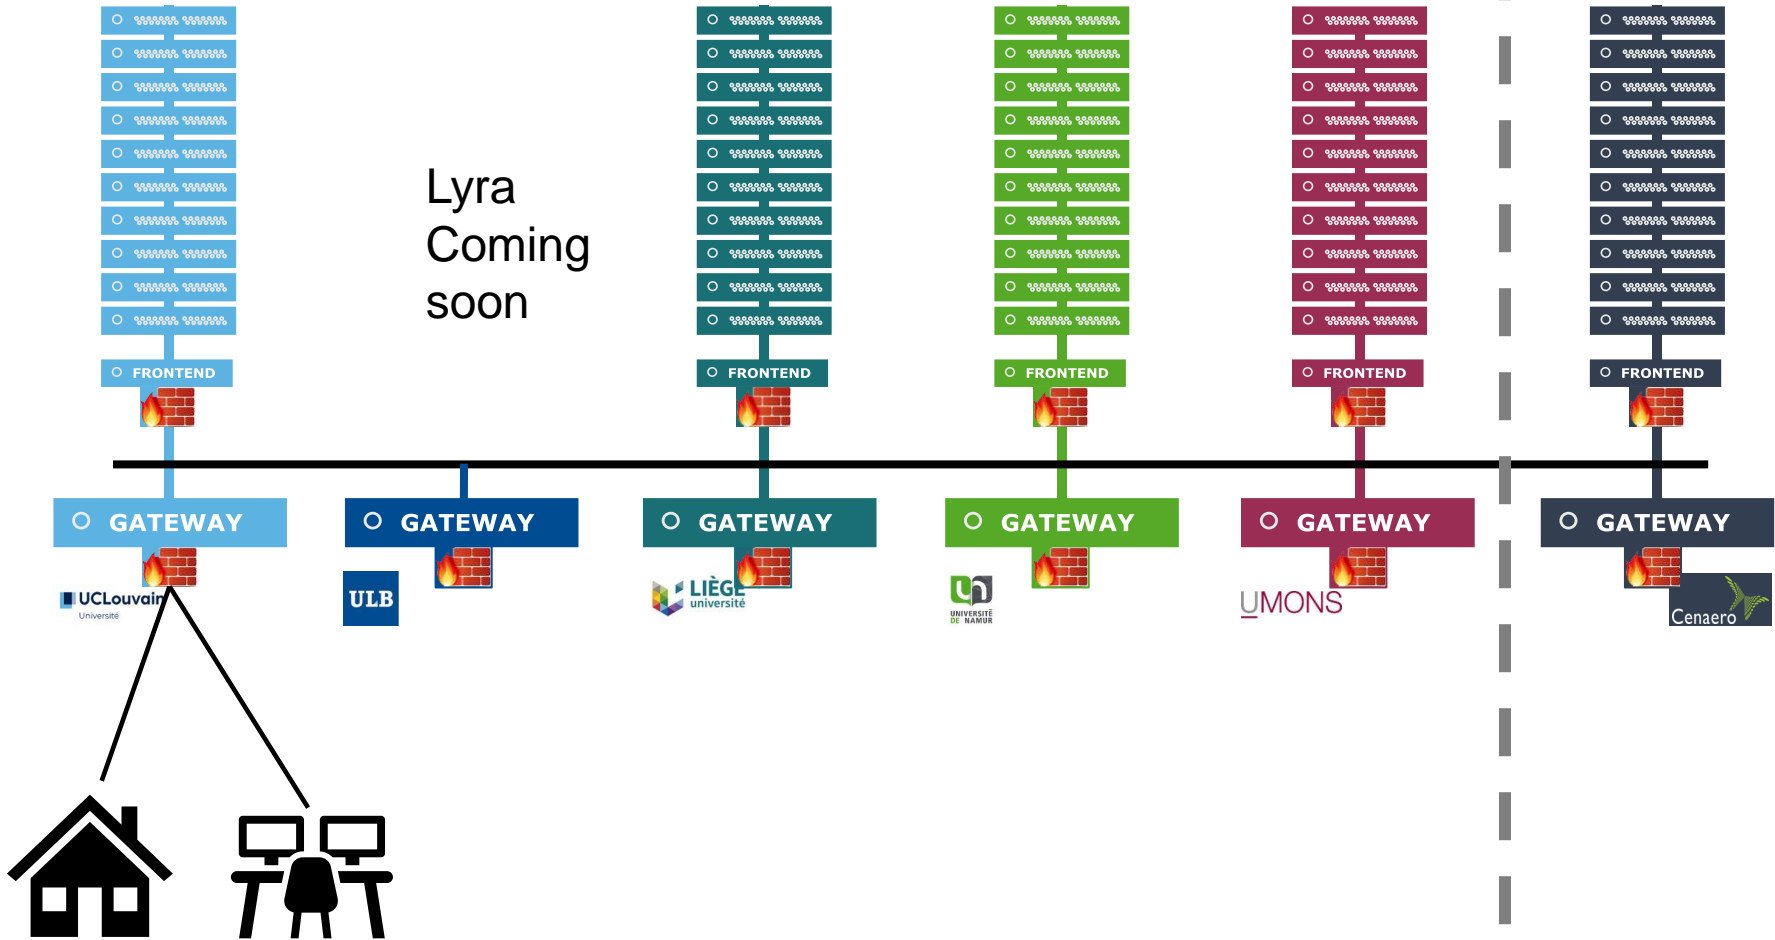 Lyra
Coming
soon
FRONTEND
FRONTEND
FRONTEND
FRONTEND
FRONTEND
GATEWAY
GATEWAY
GATEWAY
GATEWAY
GATEWAY
GATEWAY
UCLouvain
Université
ULB
LIÈGE
université
UNIVERSITÉ
DE NAMUR
UMONS
Cenaero